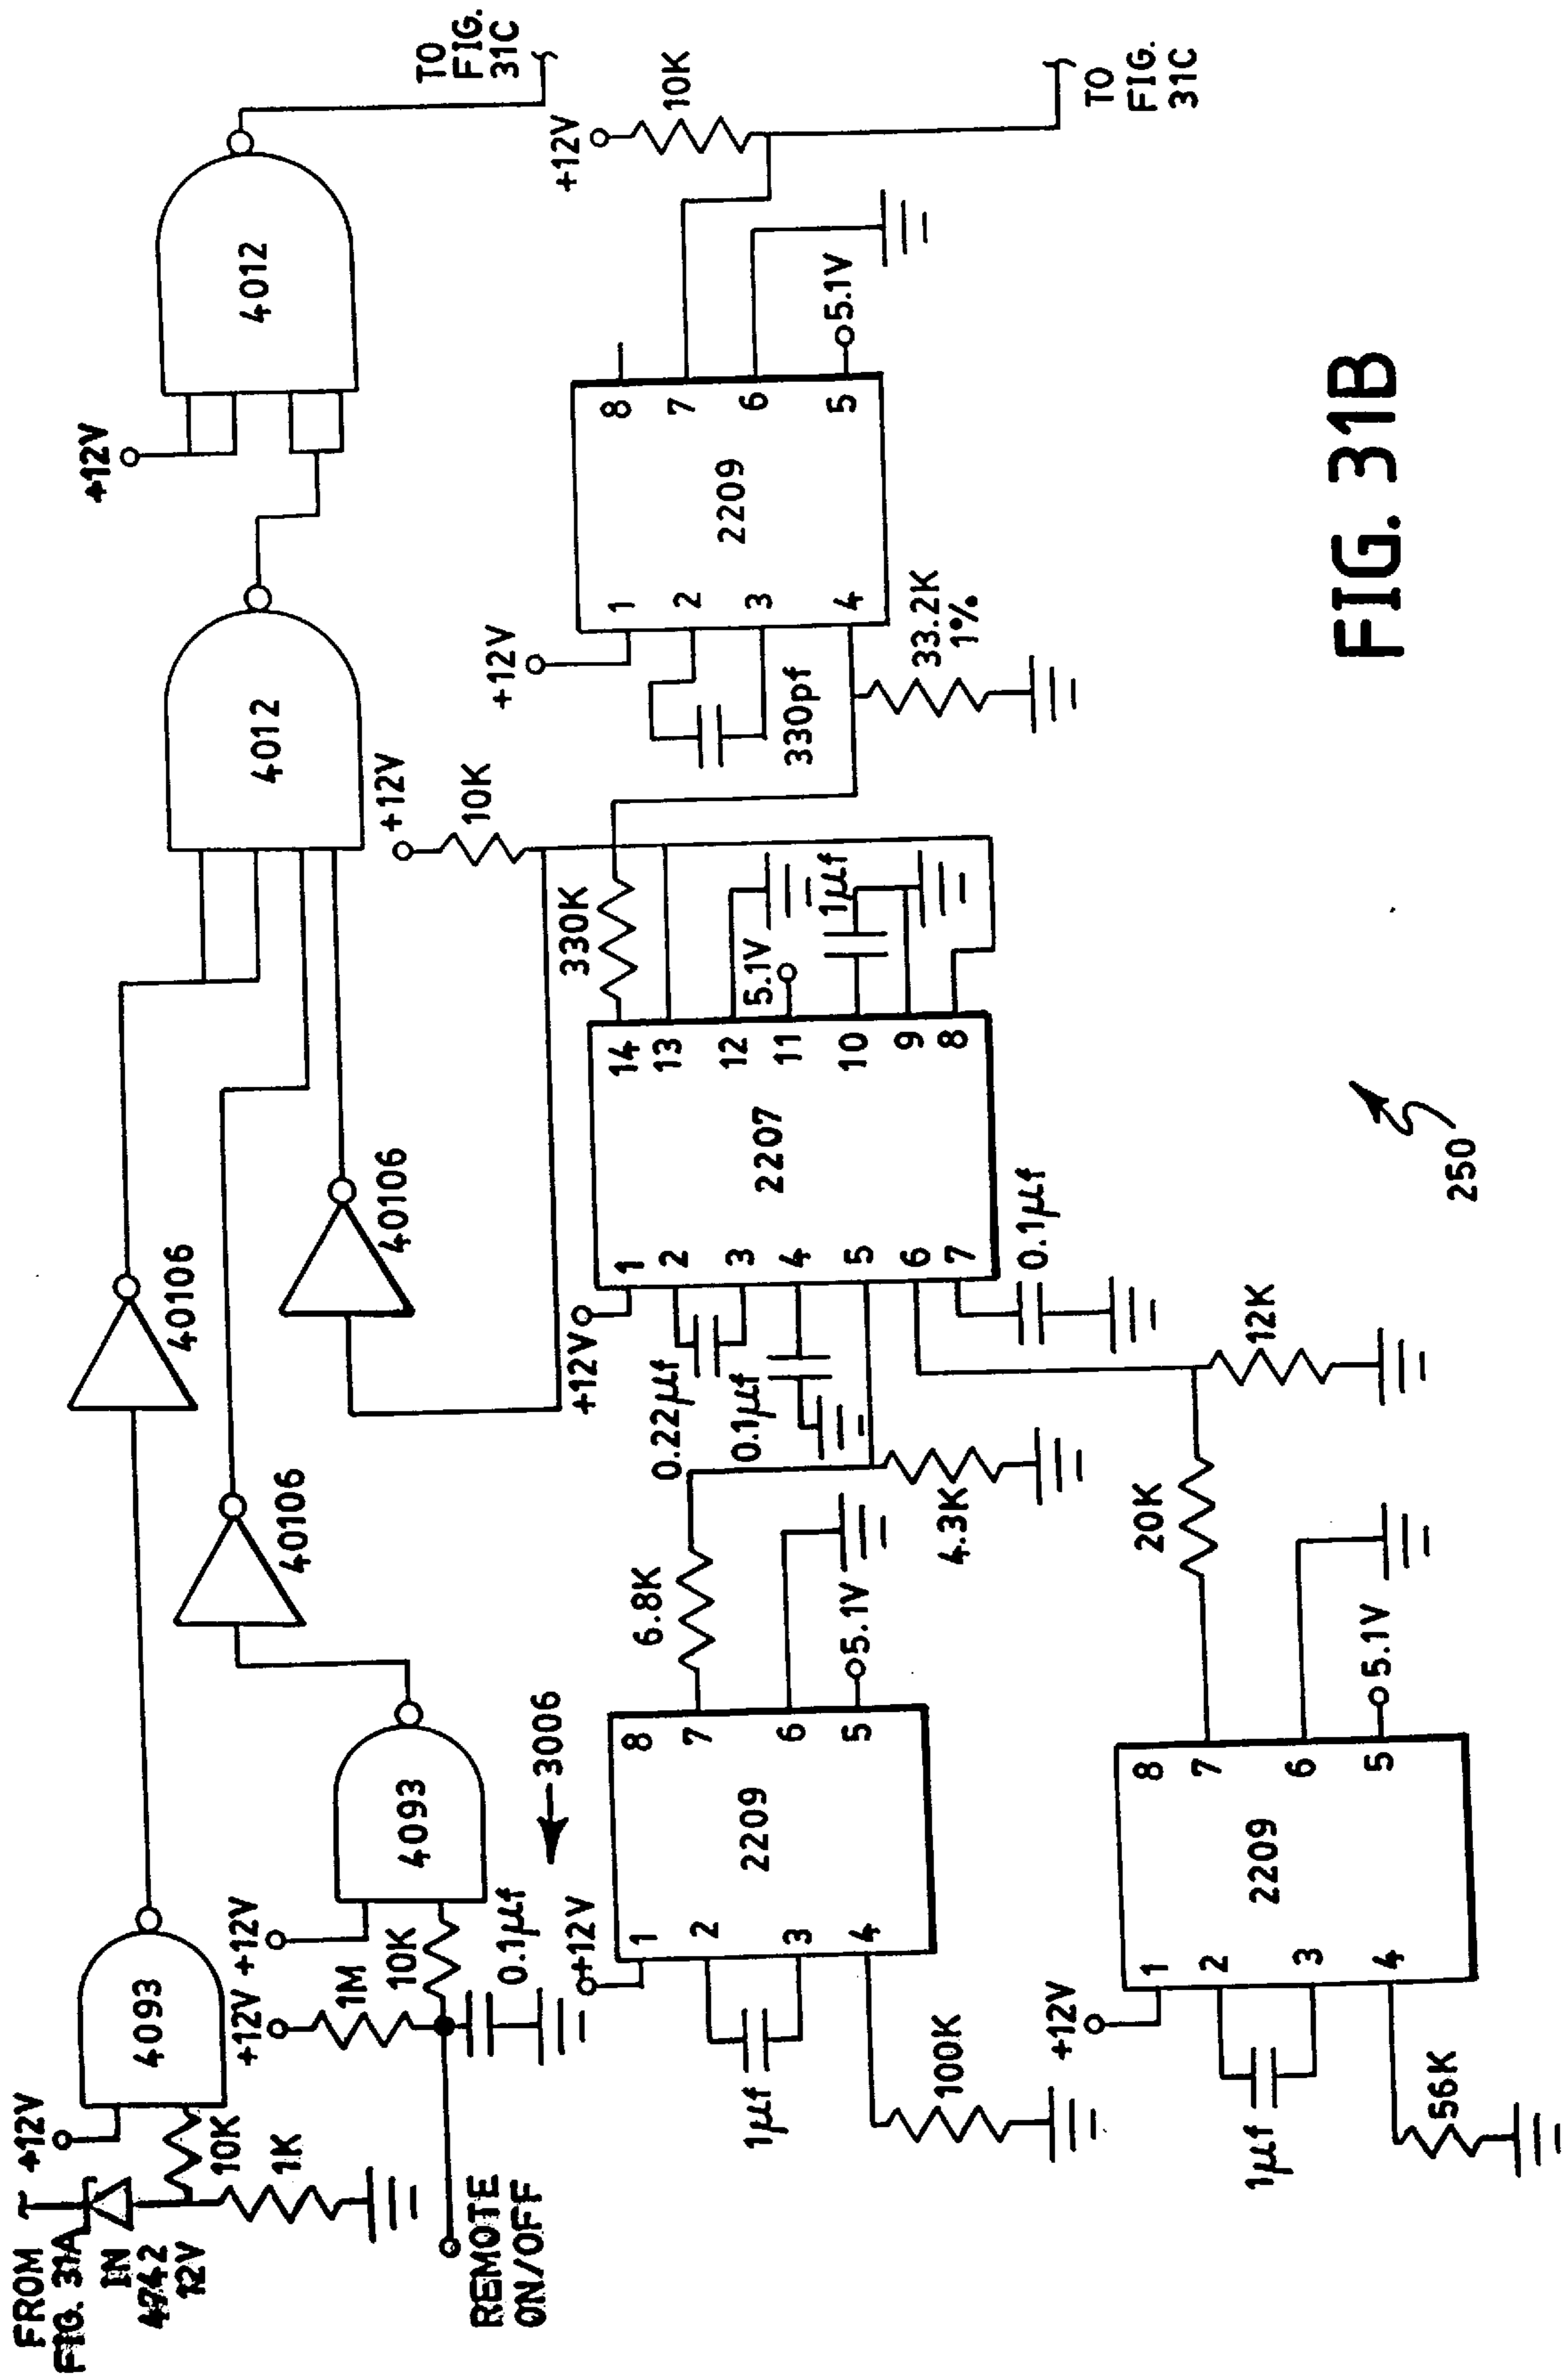 FROM
FIG. 31A
IN
4742
12V
+12V
10K
1K
4093
REMOTE
ON/OFF
+12V
1M
+12V
10K
0.1μf
4093
3006
40106
40106
40106
4012
+12V
4012
TO
FIG.
31C
+12V
1
2
3
4
1μf
100K
2209
8
7
6
5
5.1V
6.8K
4.3K
+12V
1
2
3
4
1μf
56K
2209
8
7
6
5
5.1V
20K
12K
+12V
0.22μf
0.1μf
1
2
3
4
5
6
7
0.1μf
2207
14
13
12
11
10
9
8
330K
5.1V
1μf
+12V
10K
+12V
330pf
33.2K
1%
1
2
3
4
2209
8
7
6
5
5.1V
+12V
10K
TO
FIG.
31C
250
FIG. 31B